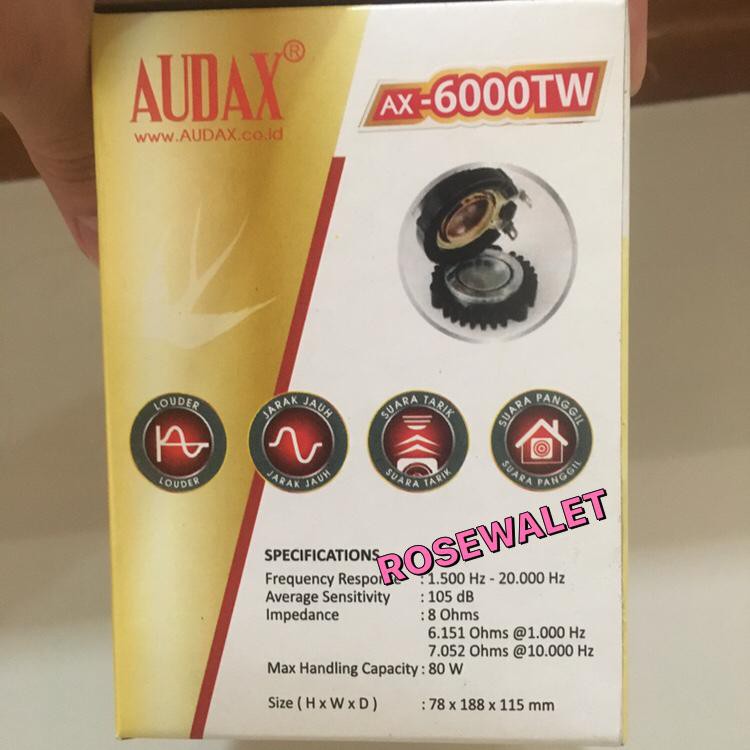 AUDAX®
www.AUDAX.co.id
AX-6000TW
LOUDER
LOUDER
JARAK JAUH
JARAK JAUH
SUARA TARIK
SUARA TARIK
SUARA PANGGIL
SUARA PANGGIL
ROSEWALET
SPECIFICATIONS
Frequency Response : 1.500 Hz - 20.000 Hz
Average Sensitivity : 105 dB
Impedance : 8 Ohms
6.151 Ohms @1.000 Hz
7.052 Ohms @10.000 Hz
Max Handling Capacity : 80 W
Size ( H x W x D ) : 78 x 188 x 115 mm